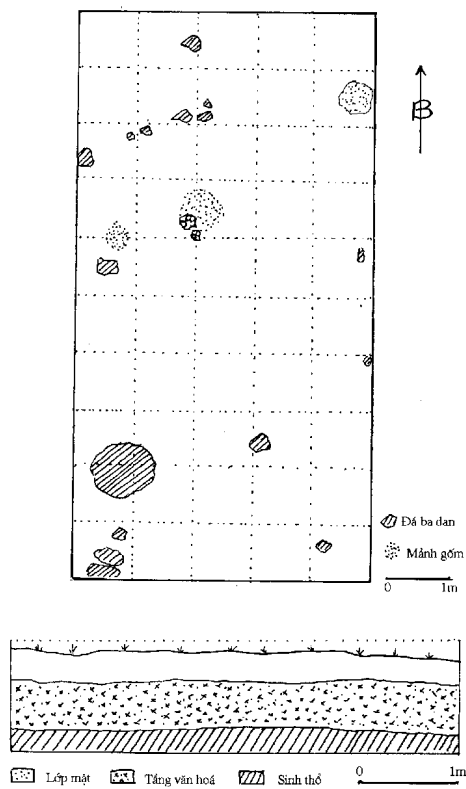 B
Đá ba dan
Mảnh gốm
0 1m
Lớp mặt Tầng văn hoá Sinh thổ 0 1m